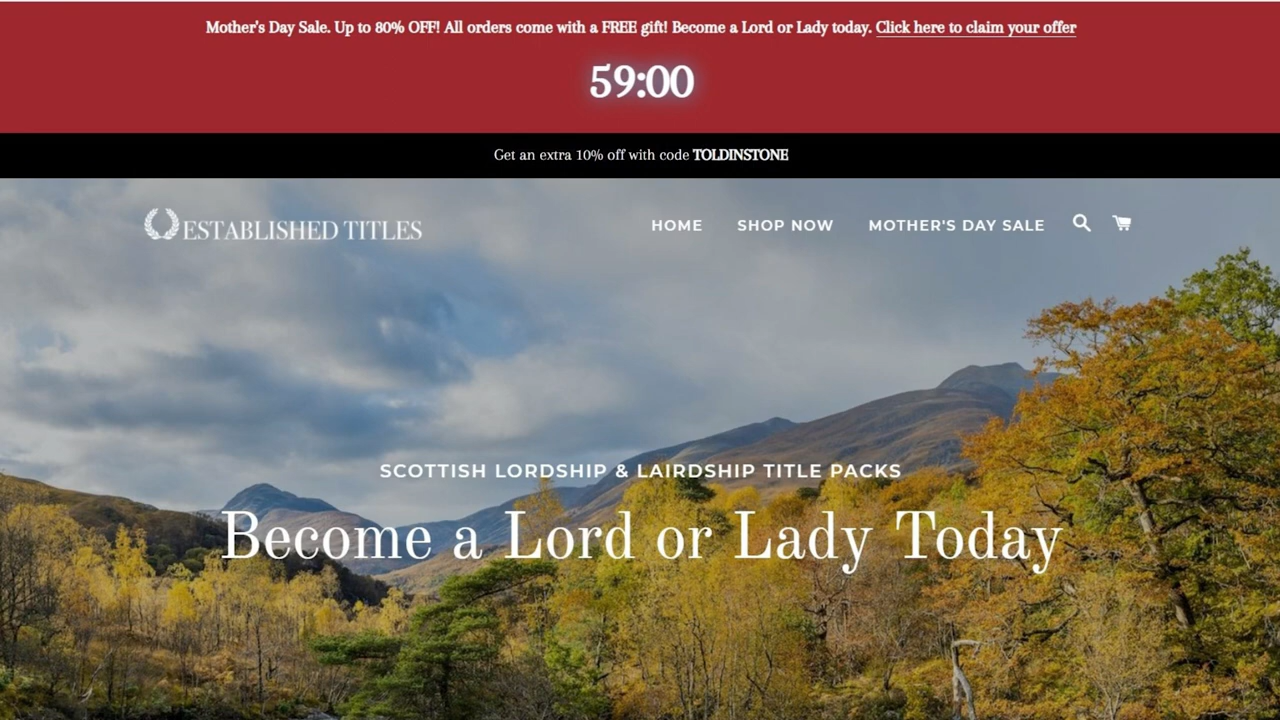 Mother's Day Sale. Up to 80% OFF! All orders come with a FREE gift! Become a Lord or Lady today. Click here to claim your offer
59:00
Get an extra 10% off with code TOLDINSTONE
ESTABLISHED TITLES
HOME SHOP NOW MOTHER'S DAY SALE
SCOTTISH LORDSHIP & LAIRDSHIP TITLE PACKS
Become a Lord or Lady Today